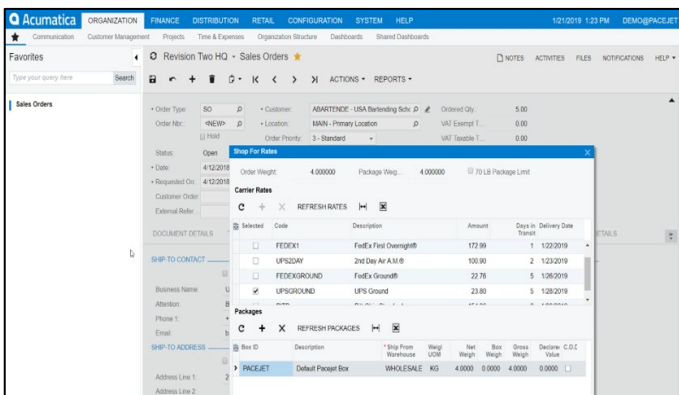 Acumatica ORGANIZATION FINANCE DISTRIBUTION RETAIL CONFIGURATION SYSTEM HELP 1/21/2019 1:23 PM DEMO@PACEJET
Communication Customer Management Projects Time & Expenses Organization Structure Dashboards Shared Dashboards
Favorites
Revision Two HQ - Sales Orders
NOTES ACTIVITIES FILES NOTIFICATIONS HELP
Type your query here Search
ACTIONS REPORTS
Sales Orders
Order Type: SO Customer: ABARTENDE - USA Bartending Scho Ordered Qty.: 5.00
Order Nbr.: <NEW> Location: MAIN - Primary Location VAT Exempt T... 0.00
Hold Order Priority: 3 - Standard VAT Taxable T... 0.00
Status: Open
Date: 4/12/2018
Requested On: 4/12/2018
Customer Order
External Refer...
DOCUMENT DETAILS
ETAILS
SHIP-TO CONTACT
Business Name: U
Attention: B
Phone 1: +
Email: b
SHIP-TO ADDRESS
Address Line 1: 2
Address Line 2:
Shop For Rates
Order Weight: 4.000000 Package Weig... 4.000000 70 LB Package Limit
Carrier Rates
REFRESH RATES
Selected Code Description Amount Days in Transit Delivery Date
FEDEX1 FedEx First Overnight® 172.99 1 1/22/2019
UPS2DAY 2nd Day Air A.M.® 100.90 2 1/23/2019
FEDEXGROUND FedEx Ground® 22.76 5 1/26/2019
UPSGROUND UPS Ground 23.80 5 1/28/2019
Packages
REFRESH PACKAGES
Box ID Description *Ship From Warehouse Weigl UOM Net Weigh Box Weigh Gross Weigh Declare Value C.O.D
PACEJET Default Pacejet Box WHOLESALE KG 4.0000 0.0000 4.0000 0.0000